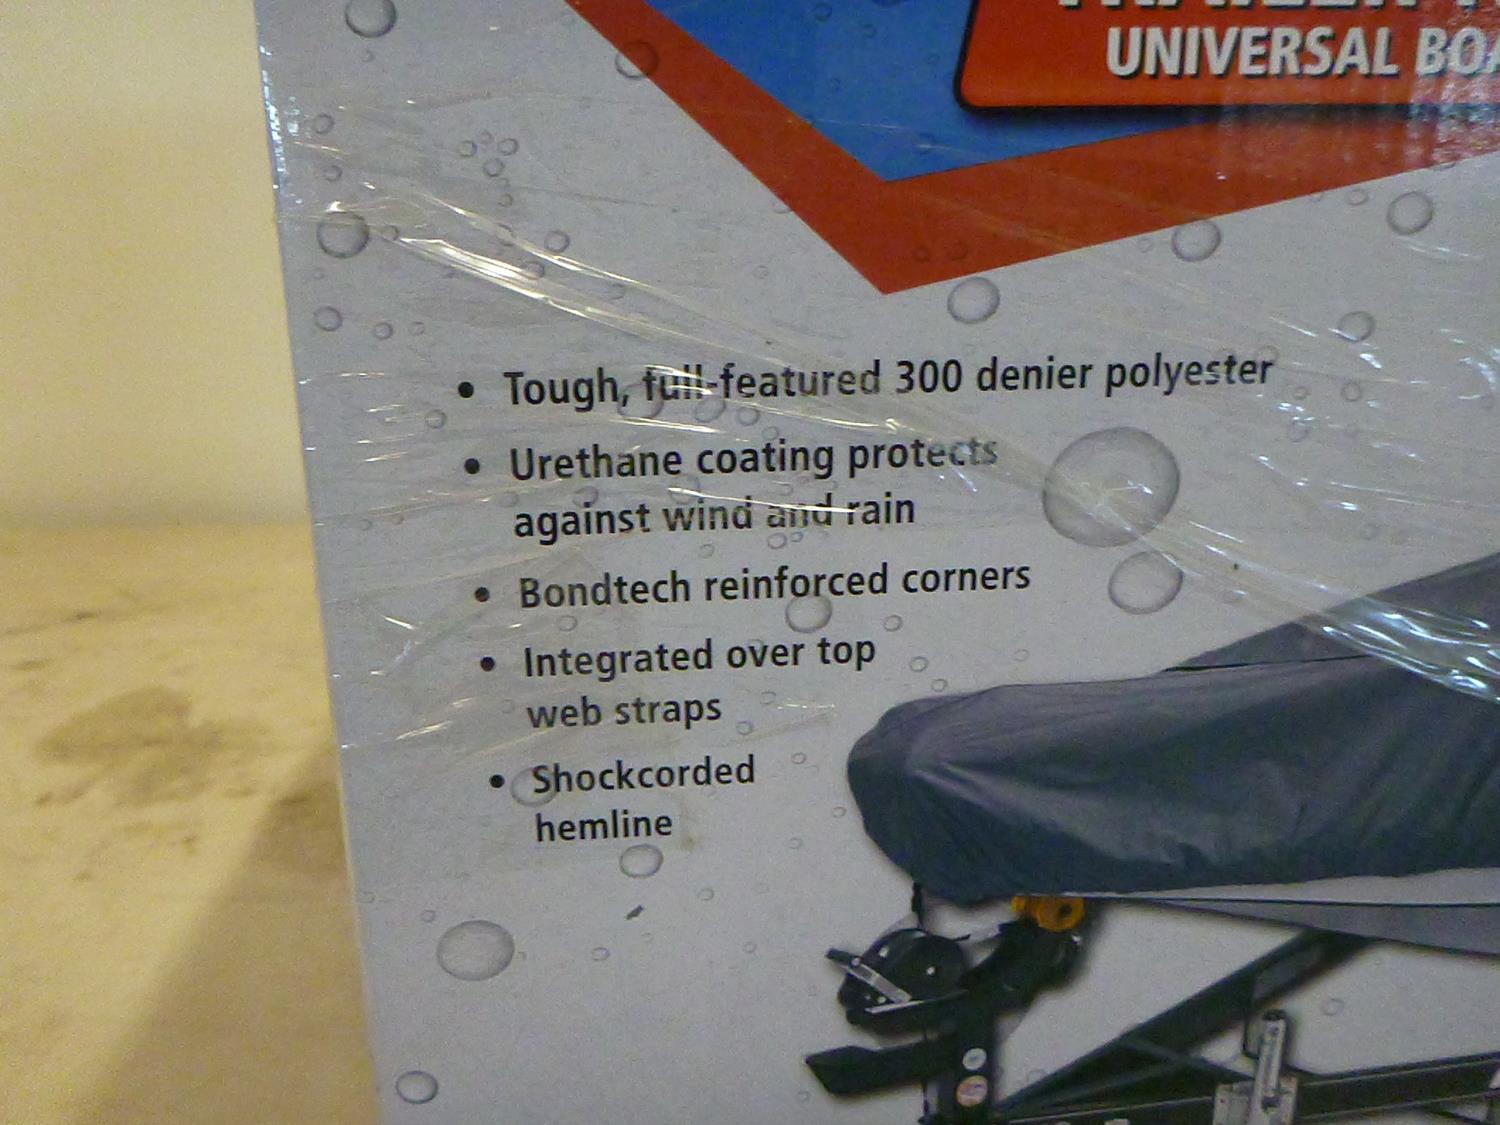 UNIVERSAL
• Tough, full-featured 300 denier polyester
• Urethane coating protects
against wind and rain
• Bondtech reinforced corners
• Integrated over top
web straps
• Shockcorded
hemline